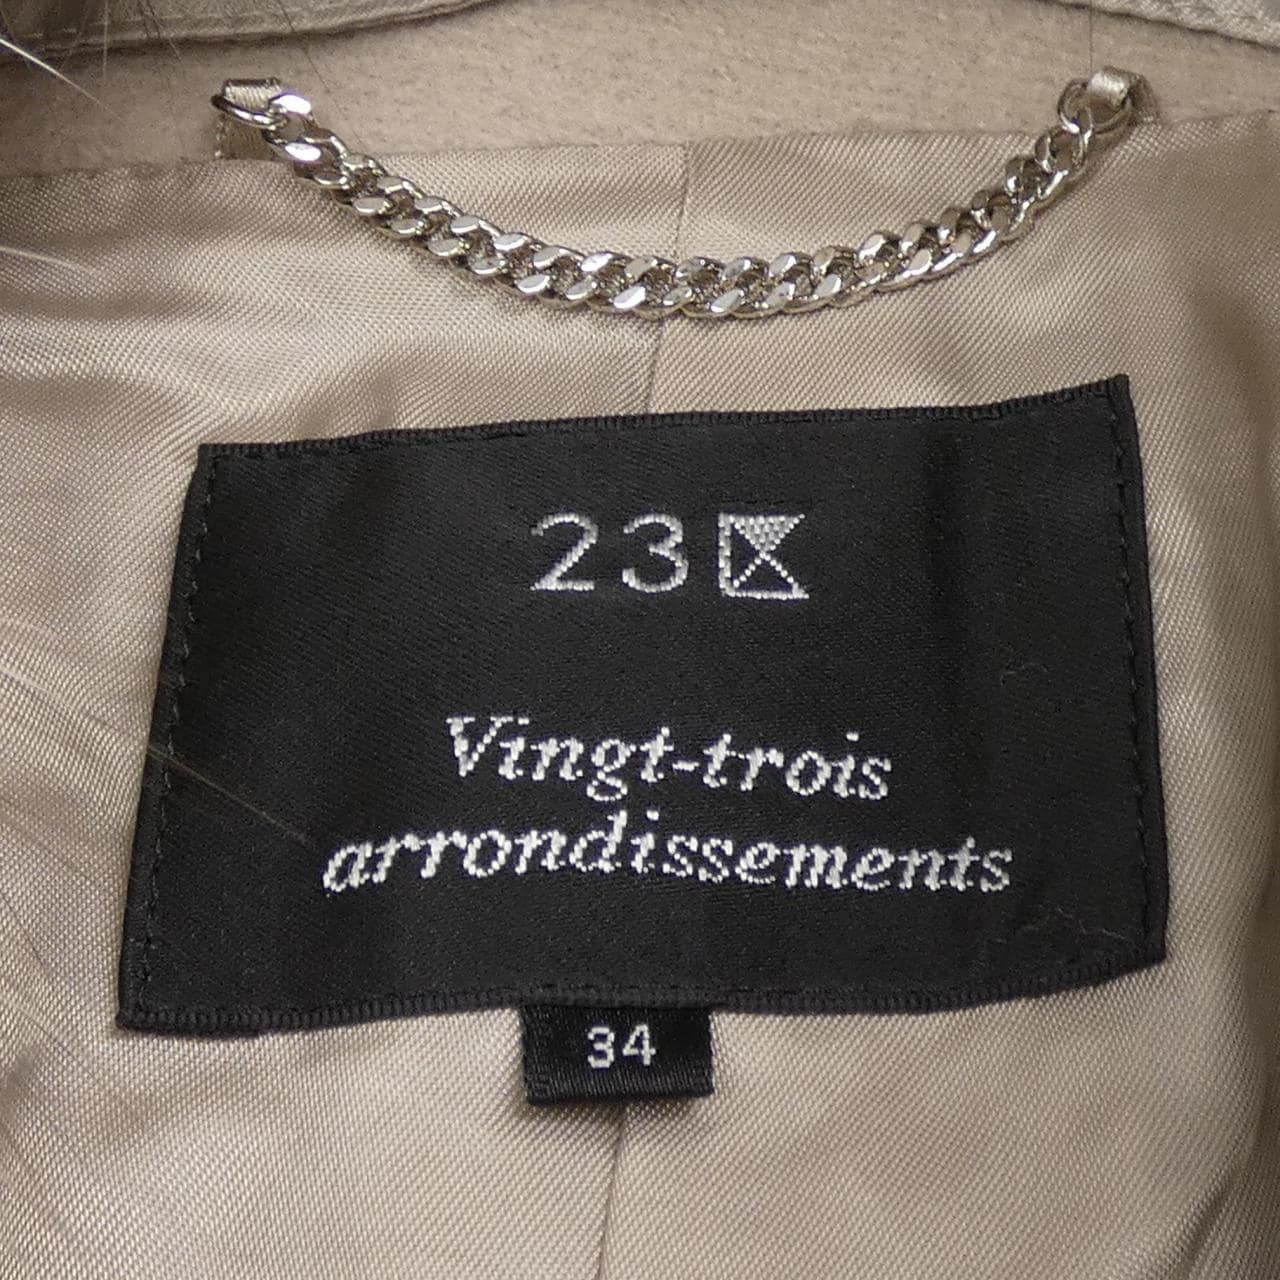 23
Vingt-trois
arrondissements
34